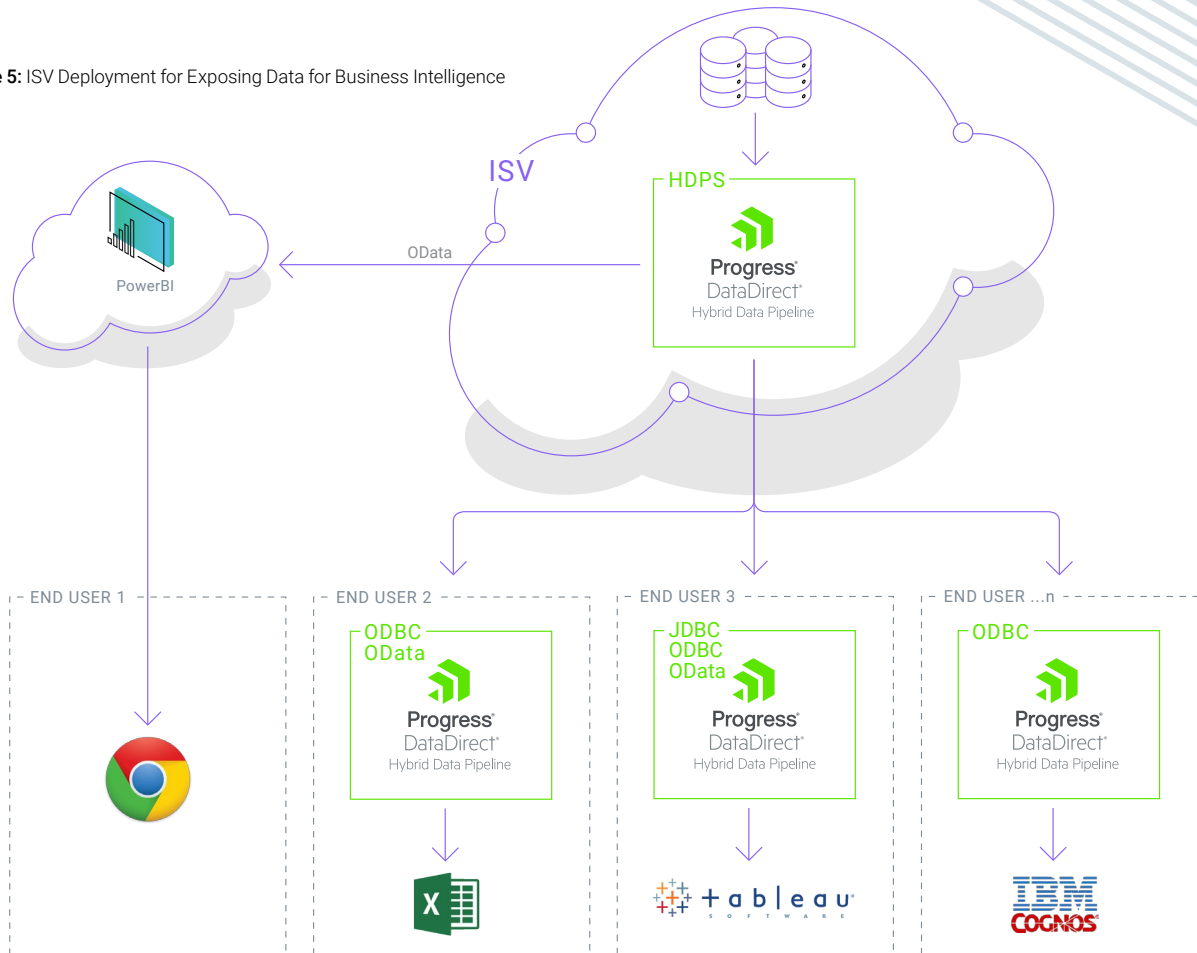 e 5: ISV Deployment for Exposing Data for Business Intelligence
ISV
HDPS
Progress®
DataDirect®
Hybrid Data Pipeline
OData
PowerBI
END USER 1
END USER 2
ODBC
OData
Progress®
DataDirect®
Hybrid Data Pipeline
X
END USER 3
JDBC
ODBC
OData
Progress®
DataDirect®
Hybrid Data Pipeline
+ableau®
SOFTWARE
END USER ...n
ODBC
Progress®
DataDirect®
Hybrid Data Pipeline
IBM
COGNOS®